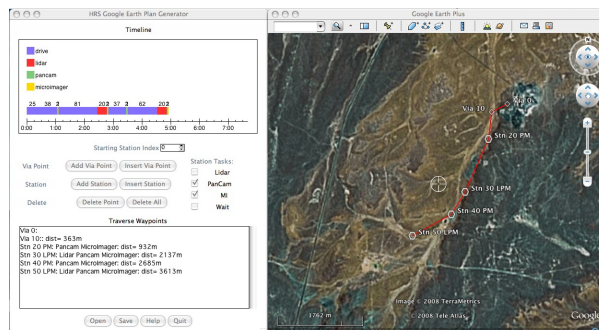 HRS Google Earth Plan Generator
Timeline
drive
lidar
pancam
microimager
25 38 2 81 20 2 2 37 2 62 20 2
0:00 1:00 2:00 3:00 4:00 5:00 6:00 7:00
Starting Station Index 0
Station Tasks:
Via Point Add Via Point Insert Via Point
Lidar
Station Add Station Insert Station
PanCam
MI
Delete Delete Point Delete All
Wait
Traverse Waypoints
Via 0:
Via 10:: dist= 363m
Stn 20 PM: Pancam MicroImager: dist= 932m
Stn 30 LPM: Lidar Pancam MicroImager: dist= 2137m
Stn 40 PM: Pancam MicroImager: dist= 2685m
Stn 50 LPM: Lidar Pancam MicroImager: dist= 3613m
Open Save Help Quit
Google Earth Plus
N
Via 0
Via 10
Stn 20 PM
Stn 30 LPM
Stn 40 PM
Stn 50 LPM
Image © 2008 TerraMetrics
© 2008 Tele Atlas
1762 m
Google